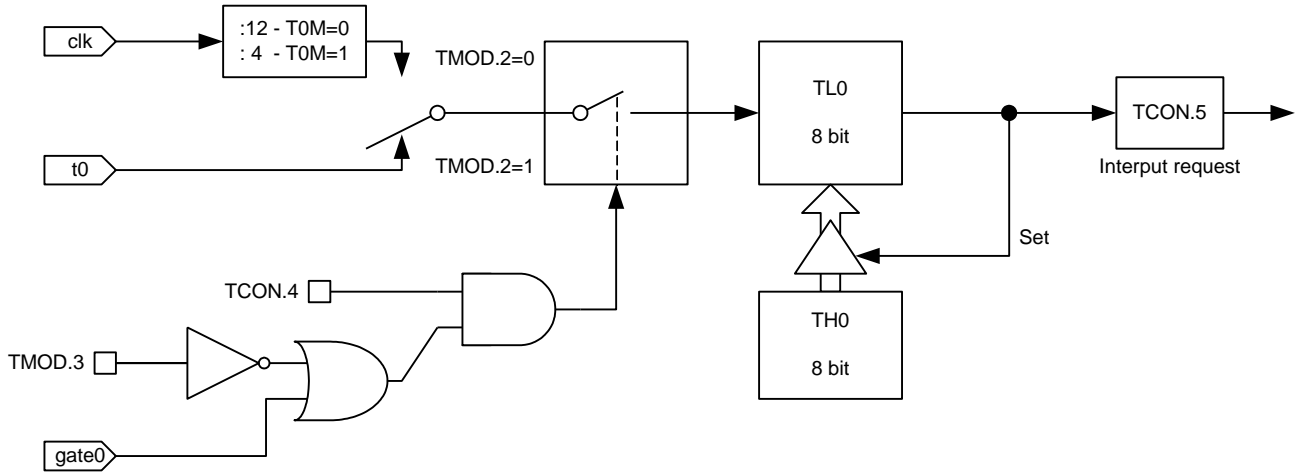 clk
:12 - T0M=0
: 4  - T0M=1
TMOD.2=0
TMOD.2=1
t0
TL0
8 bit
TCON.5
Interput request
Set
TCON.4
TH0
8 bit
TMOD.3
gate0